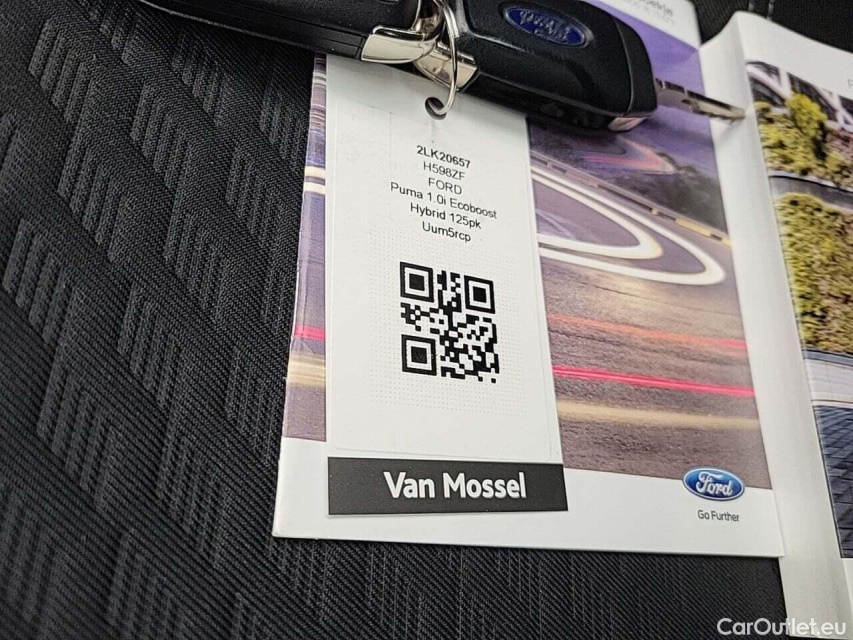 2LK20657
H598ZF
FORD
Puma 1.0i Ecoboost
Hybrid 125pk
Uum5rcp
Van Mossel
Ford
Go Further
CarOutlet.eu